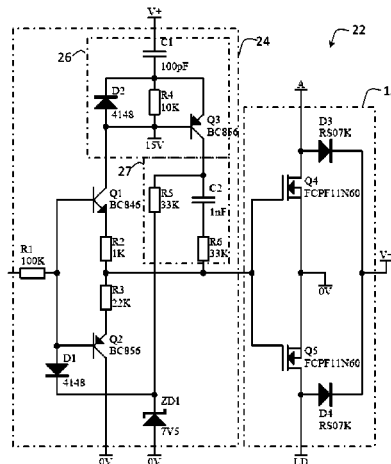 V+
24
22
26
C1
100pF
D2
4148
R4
10K
Q3
BC856
15V
27
A
D3
RS07K
Q1
BC846
R5
33K
C2
1nF
Q4
FCPF11N60
R1
100K
R2
1K
R6
33K
R3
22K
0V
Q2
BC856
D1
4148
Q5
FCPF11N60
ZD1
7V5
D4
RS07K
0V
0V